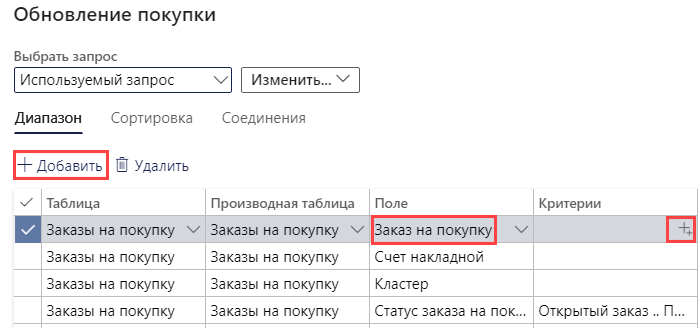 Обновление покупки
Выбрать запрос
Используемый запрос Изменить...
Диапазон Сортировка Соединения
Добавить Удалить
Таблица Производная таблица Поле Критерии
Заказы на покупку Заказы на покупку Заказ на покупку
Заказы на покупку Заказы на покупку Счет накладной
Заказы на покупку Заказы на покупку Кластер
Заказы на покупку Заказы на покупку Статус заказа на пок... Открытый заказ .. П...